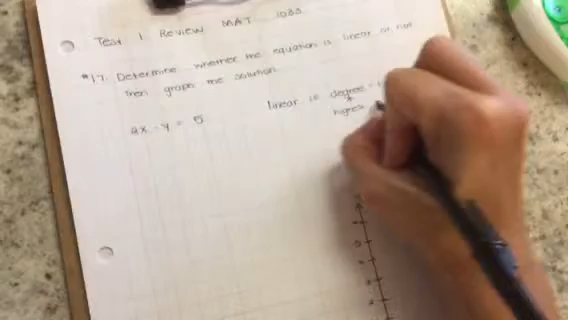 Test 1 Review MAT 1033
#17. Determine whether the equation is linear or not
Then graph the solution.
linear is degree = 1
highest
2x - y = 5